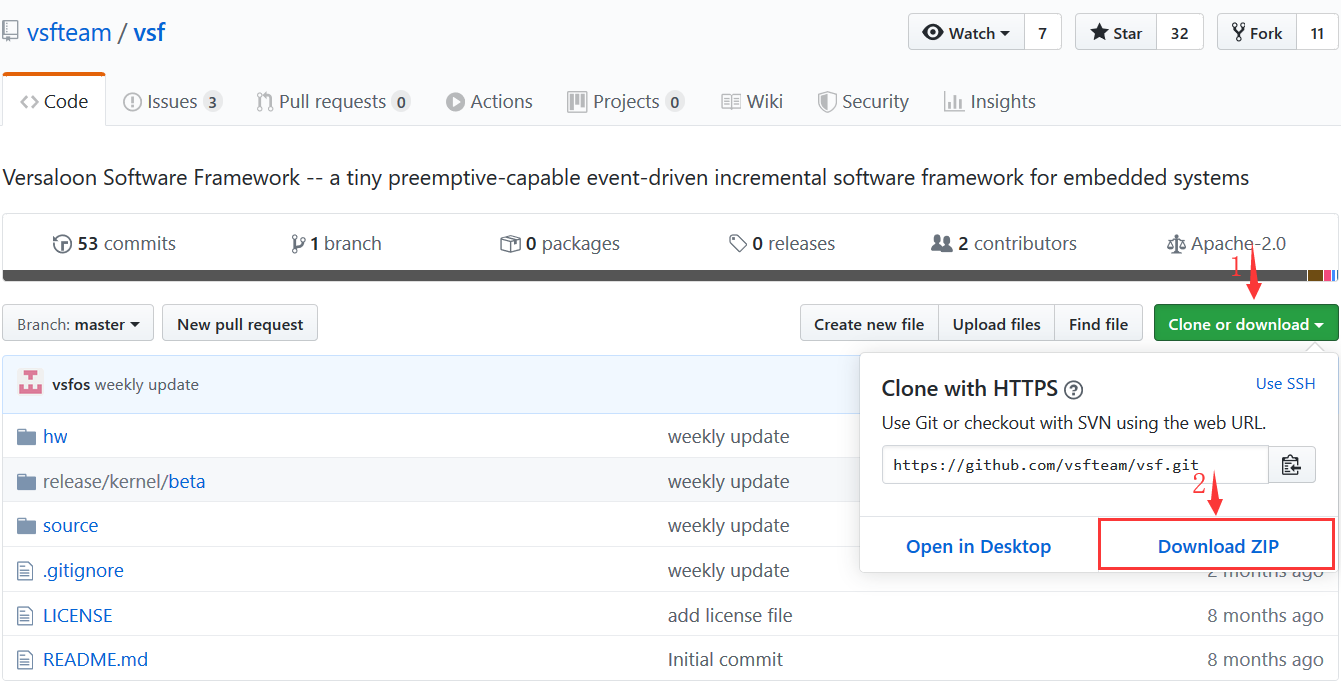 vsfteam / vsf
Watch 7 Star 32 Fork 11
Code Issues 3 Pull requests 0 Actions Projects 0 Wiki Security Insights
Versaloon Software Framework -- a tiny preemptive-capable event-driven incremental software framework for embedded systems
53 commits 1 branch 0 packages 0 releases 2 contributors Apache-2.0
1
Branch: master New pull request Create new file Upload files Find file Clone or download
vsfos weekly update
Clone with HTTPS ? Use SSH
Use Git or checkout with SVN using the web URL.
hw weekly update
https://github.com/vsfteam/vsf.git
release/kernel/beta weekly update
2
source weekly update
Open in Desktop Download ZIP
.gitignore weekly update 2 months ago
LICENSE add license file 8 months ago
README.md Initial commit 8 months ago